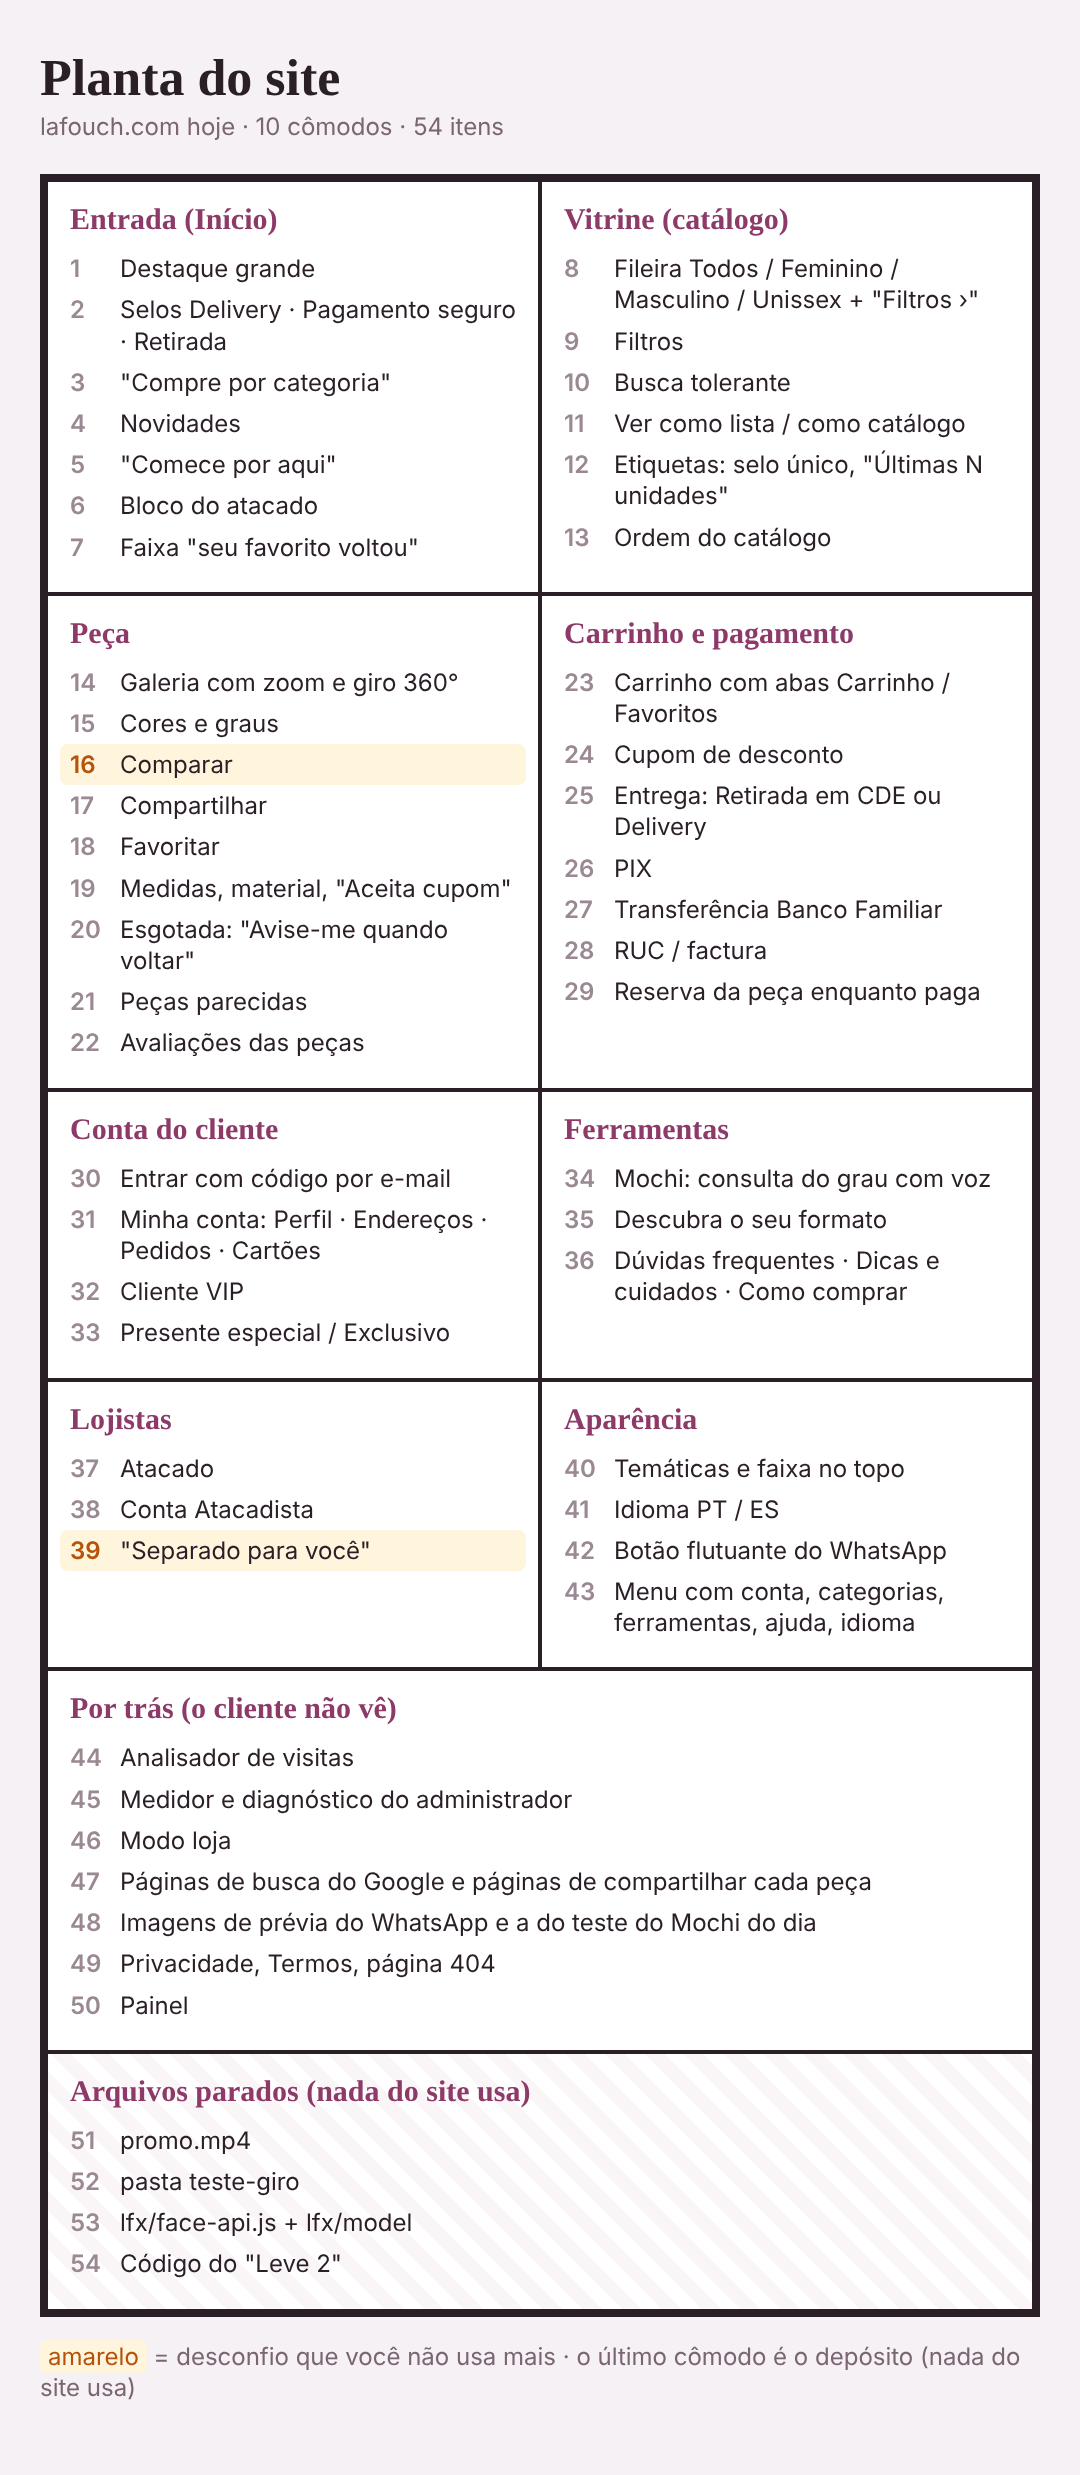 Planta do site
lafouch.com hoje · 10 cômodos · 54 itens
Entrada (Início)
1 Destaque grande
2 Selos Delivery · Pagamento seguro
· Retirada
3 "Compre por categoria"
4 Novidades
5 "Comece por aqui"
6 Bloco do atacado
7 Faixa "seu favorito voltou"
Vitrine (catálogo)
8 Fileira Todos / Feminino /
Masculino / Unissex + "Filtros ›"
9 Filtros
10 Busca tolerante
11 Ver como lista / como catálogo
12 Etiquetas: selo único, "Últimas N
unidades"
13 Ordem do catálogo
Peça
14 Galeria com zoom e giro 360°
15 Cores e graus
16 Comparar
17 Compartilhar
18 Favoritar
19 Medidas, material, "Aceita cupom"
20 Esgotada: "Avise-me quando
voltar"
21 Peças parecidas
22 Avaliações das peças
Carrinho e pagamento
23 Carrinho com abas Carrinho /
Favoritos
24 Cupom de desconto
25 Entrega: Retirada em CDE ou
Delivery
26 PIX
27 Transferência Banco Familiar
28 RUC / factura
29 Reserva da peça enquanto paga
Conta do cliente
30 Entrar com código por e-mail
31 Minha conta: Perfil · Endereços ·
Pedidos · Cartões
32 Cliente VIP
33 Presente especial / Exclusivo
Ferramentas
34 Mochi: consulta do grau com voz
35 Descubra o seu formato
36 Dúvidas frequentes · Dicas e
cuidados · Como comprar
Lojistas
37 Atacado
38 Conta Atacadista
39 "Separado para você"
Aparência
40 Temáticas e faixa no topo
41 Idioma PT / ES
42 Botão flutuante do WhatsApp
43 Menu com conta, categorias,
ferramentas, ajuda, idioma
Por trás (o cliente não vê)
44 Analisador de visitas
45 Medidor e diagnóstico do administrador
46 Modo loja
47 Páginas de busca do Google e páginas de compartilhar cada peça
48 Imagens de prévia do WhatsApp e a do teste do Mochi do dia
49 Privacidade, Termos, página 404
50 Painel
Arquivos parados (nada do site usa)
51 promo.mp4
52 pasta teste-giro
53 lfx/face-api.js + lfx/model
54 Código do "Leve 2"
amarelo = desconfio que você não usa mais · o último cômodo é o depósito (nada do
site usa)